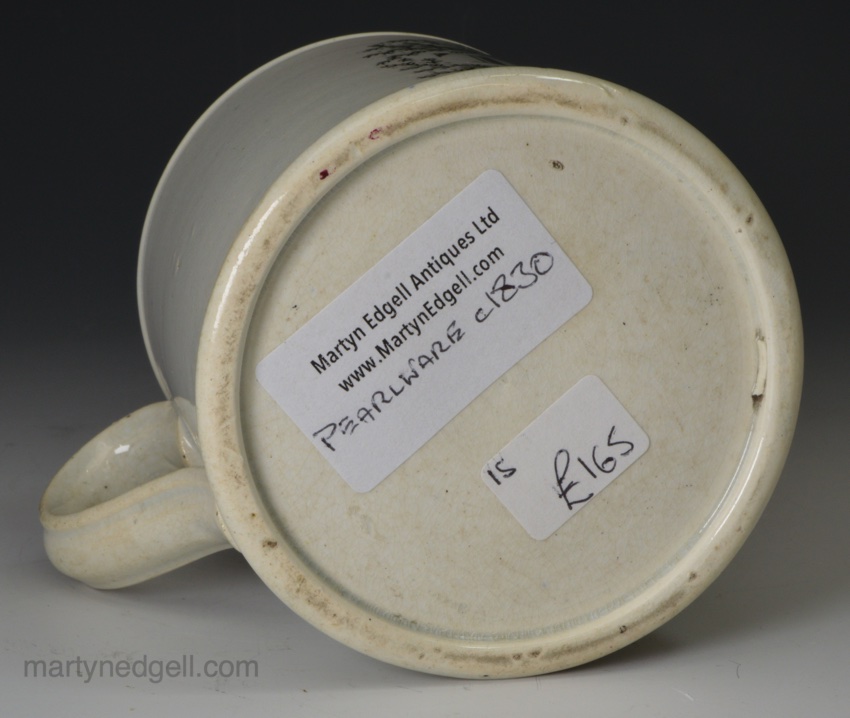 Martyn Edgell Antiques Ltd
www.MartynEdgell.com
PEARLWARE c1830
15
£165
martynedgell.com